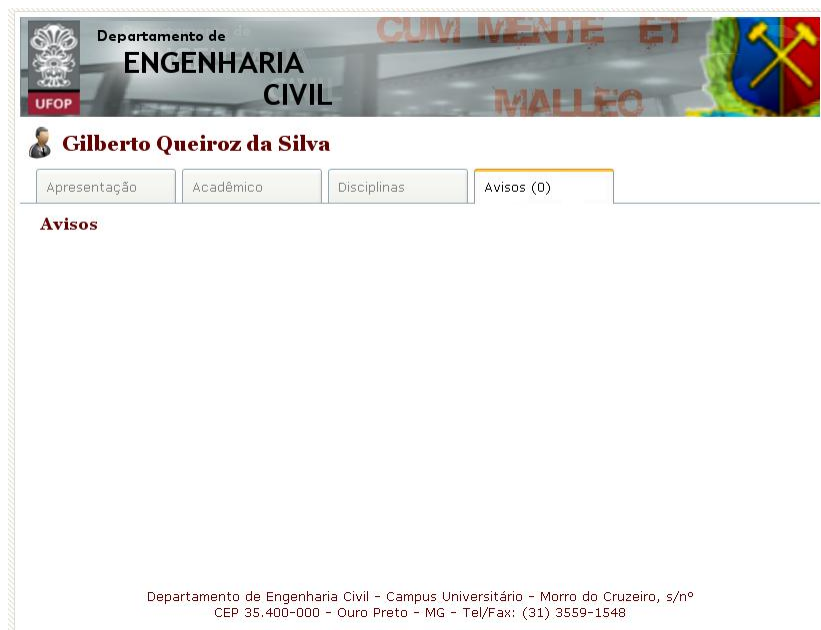 CUM MENTE ET
MALLEO
UFOP
Departamento de
ENGENHARIA
CIVIL
Gilberto Queiroz da Silva
Apresentação
Acadêmico
Disciplinas
Avisos (0)
Avisos
Departamento de Engenharia Civil - Campus Universitário - Morro do Cruzeiro, s/nº
CEP 35.400-000 - Ouro Preto - MG - Tel/Fax: (31) 3559-1548